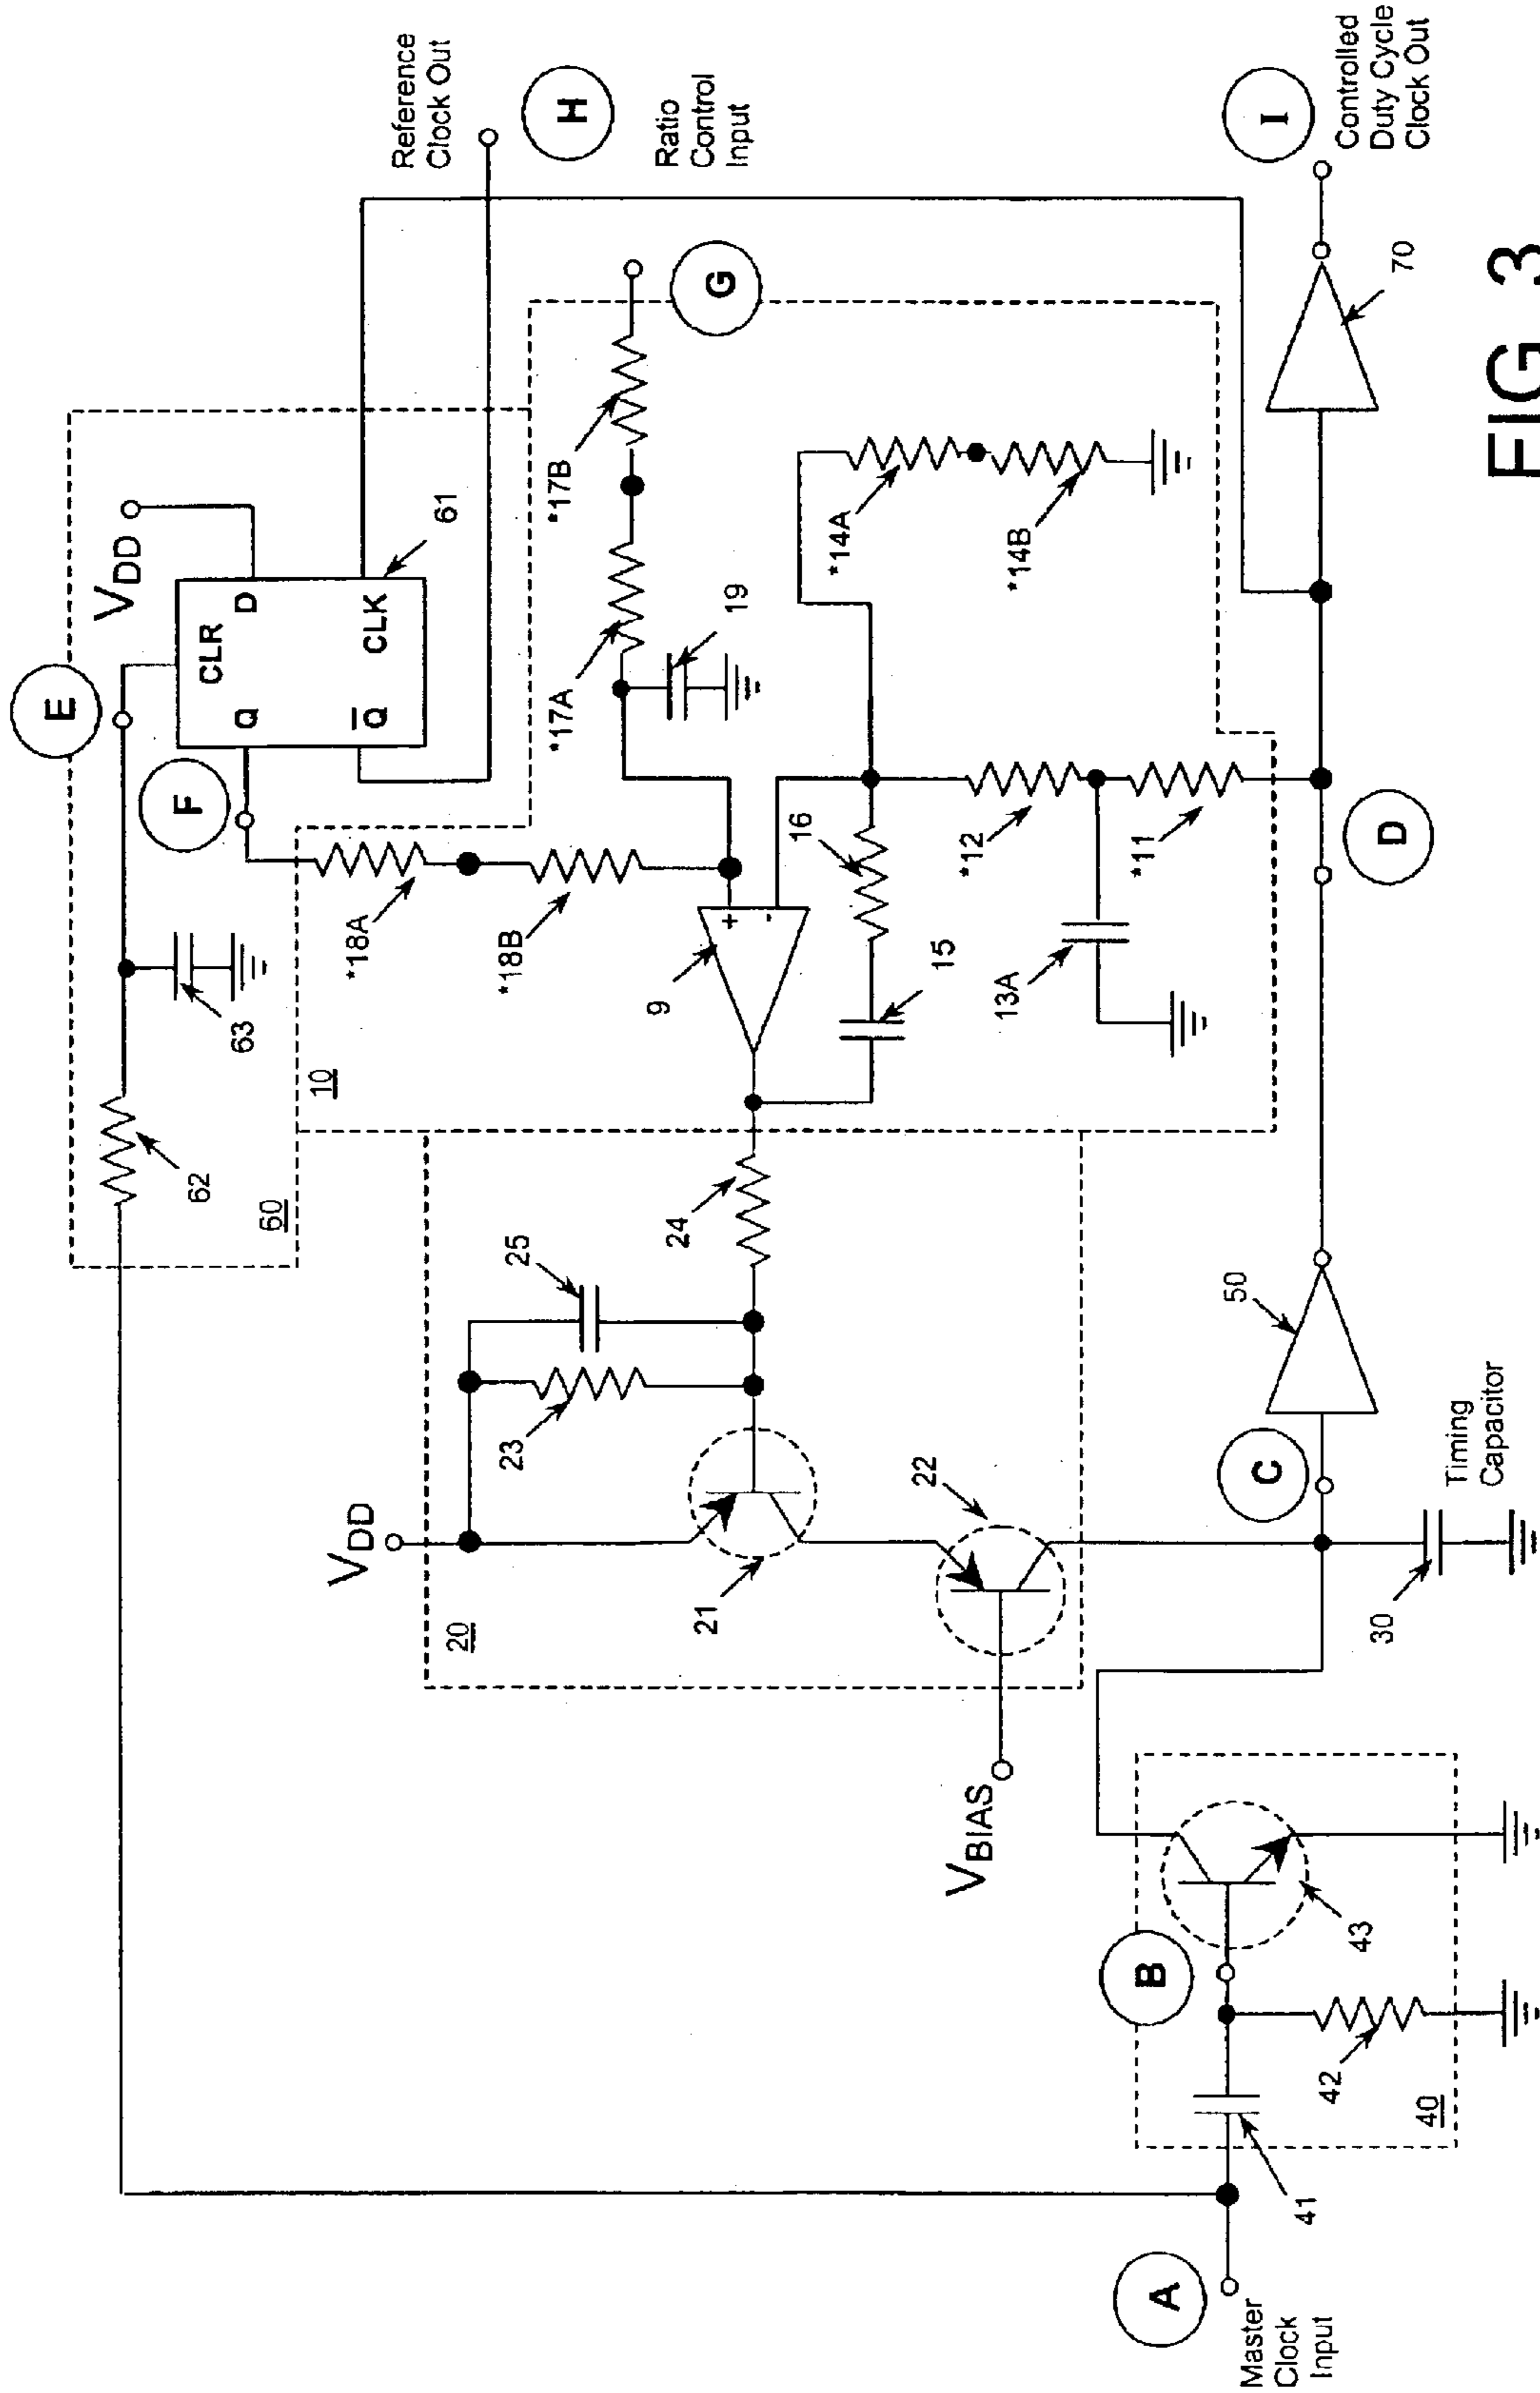 Reference
Clock Out
H
Ratio
Control
Input
G
VDD
E
CLR
D
Q
Q̅
CLK
61
F
*18A
*18B
*17A
*17B
19
63
62
60
10
9
+
-
16
15
*14A
*14B
*12
*11
13A
24
25
23
VDD
21
22
20
VBIAS
A
Master
Clock
Input
41
42
40
B
43
C
30
Timing
Capacitor
50
D
70
I
Controlled
Duty Cycle
Clock Out
FIG 3